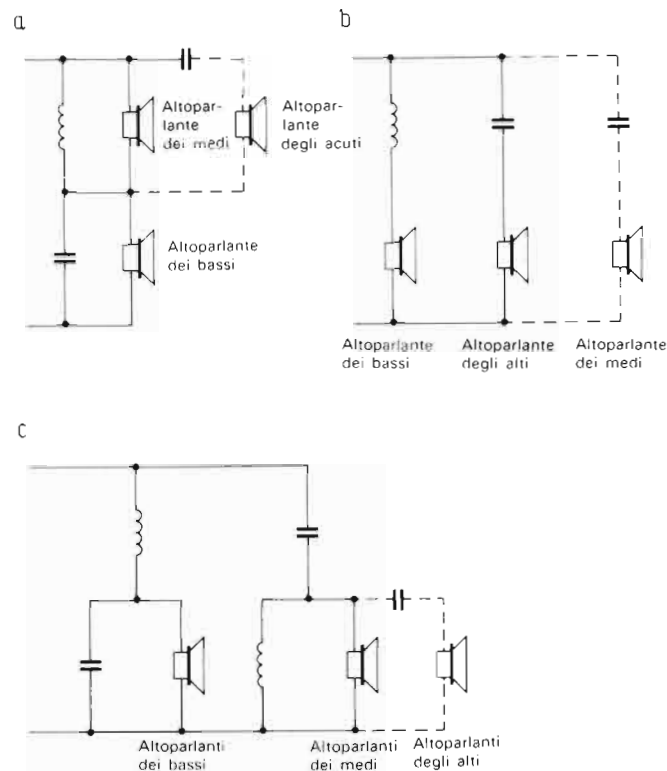 a
b
Altopar-
lante
dei medi
Altopar-
lante
degli acuti
Altoparlante
dei bassi
Altoparlante
dei bassi
Altoparlante
degli alti
Altoparlante
dei medi
c
Altoparlanti
dei bassi
Altoparlanti
dei medi
Altoparlanti
degli alti